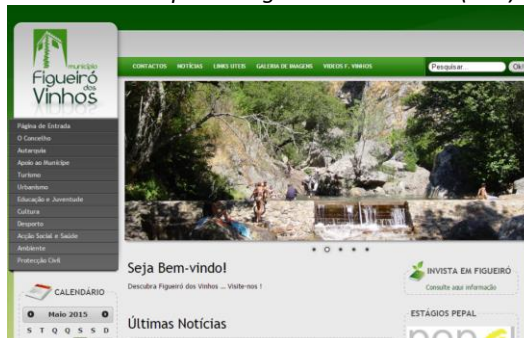 município
Figueiró
dos
Vinhos
CONTACTOS NOTÍCIAS LINKS UTEIS GALERIA DE IMAGENS VIDEOS F. VINHOS
Pesquisar... Ok!
Página de Entrada
O Concelho
Autarquia
Apoio ao Munícipe
Turismo
Urbanismo
Educação e Juventude
Cultura
Desporto
Acção Social e Saúde
Ambiente
Protecção Civil
CALENDÁRIO
Maio 2015
S T Q Q S S D
Seja Bem-vindo!
Descubra Figueiró dos Vinhos ... Visite-nos !
Últimas Notícias
INVISTA EM FIGUEIRÓ
Consulte aqui informação
ESTÁGIOS PEPAL